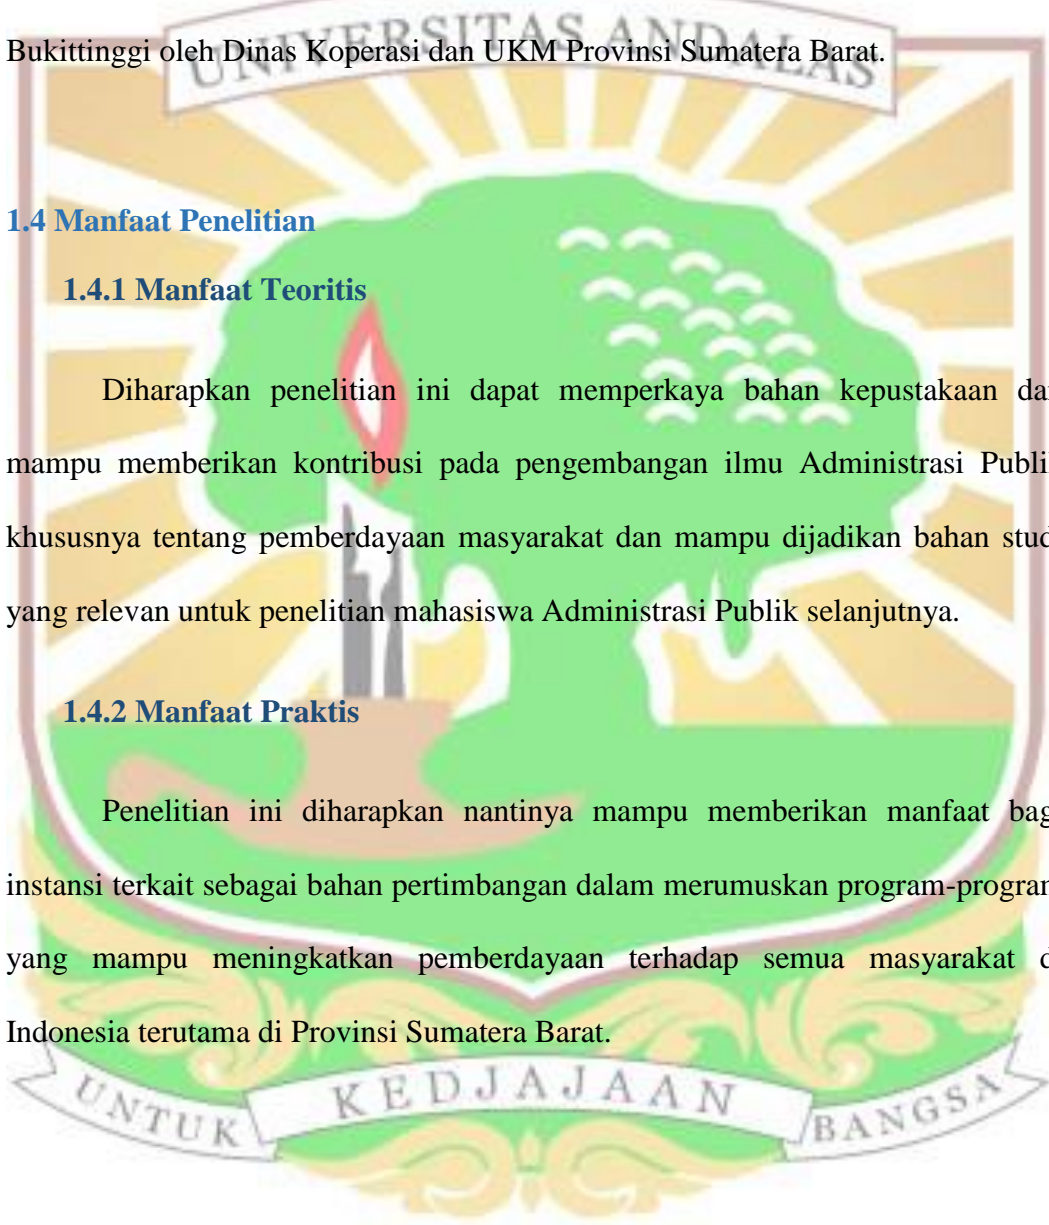 UNIVERSITAS ANDALAS
Bukittinggi oleh Dinas Koperasi dan UKM Provinsi Sumatera Barat.
1.4 Manfaat Penelitian
1.4.1 Manfaat Teoritis
Diharapkan penelitian ini dapat memperkaya bahan kepustakaan dan
mampu memberikan kontribusi pada pengembangan ilmu Administrasi Publik
khususnya tentang pemberdayaan masyarakat dan mampu dijadikan bahan stud
yang relevan untuk penelitian mahasiswa Administrasi Publik selanjutnya.
1.4.2 Manfaat Praktis
Penelitian ini diharapkan nantinya mampu memberikan manfaat bag
instansi terkait sebagai bahan pertimbangan dalam merumuskan program-program
yang mampu meningkatkan pemberdayaan terhadap semua masyarakat d
Indonesia terutama di Provinsi Sumatera Barat.
UNTUK KEDJAJAAN BANGSA